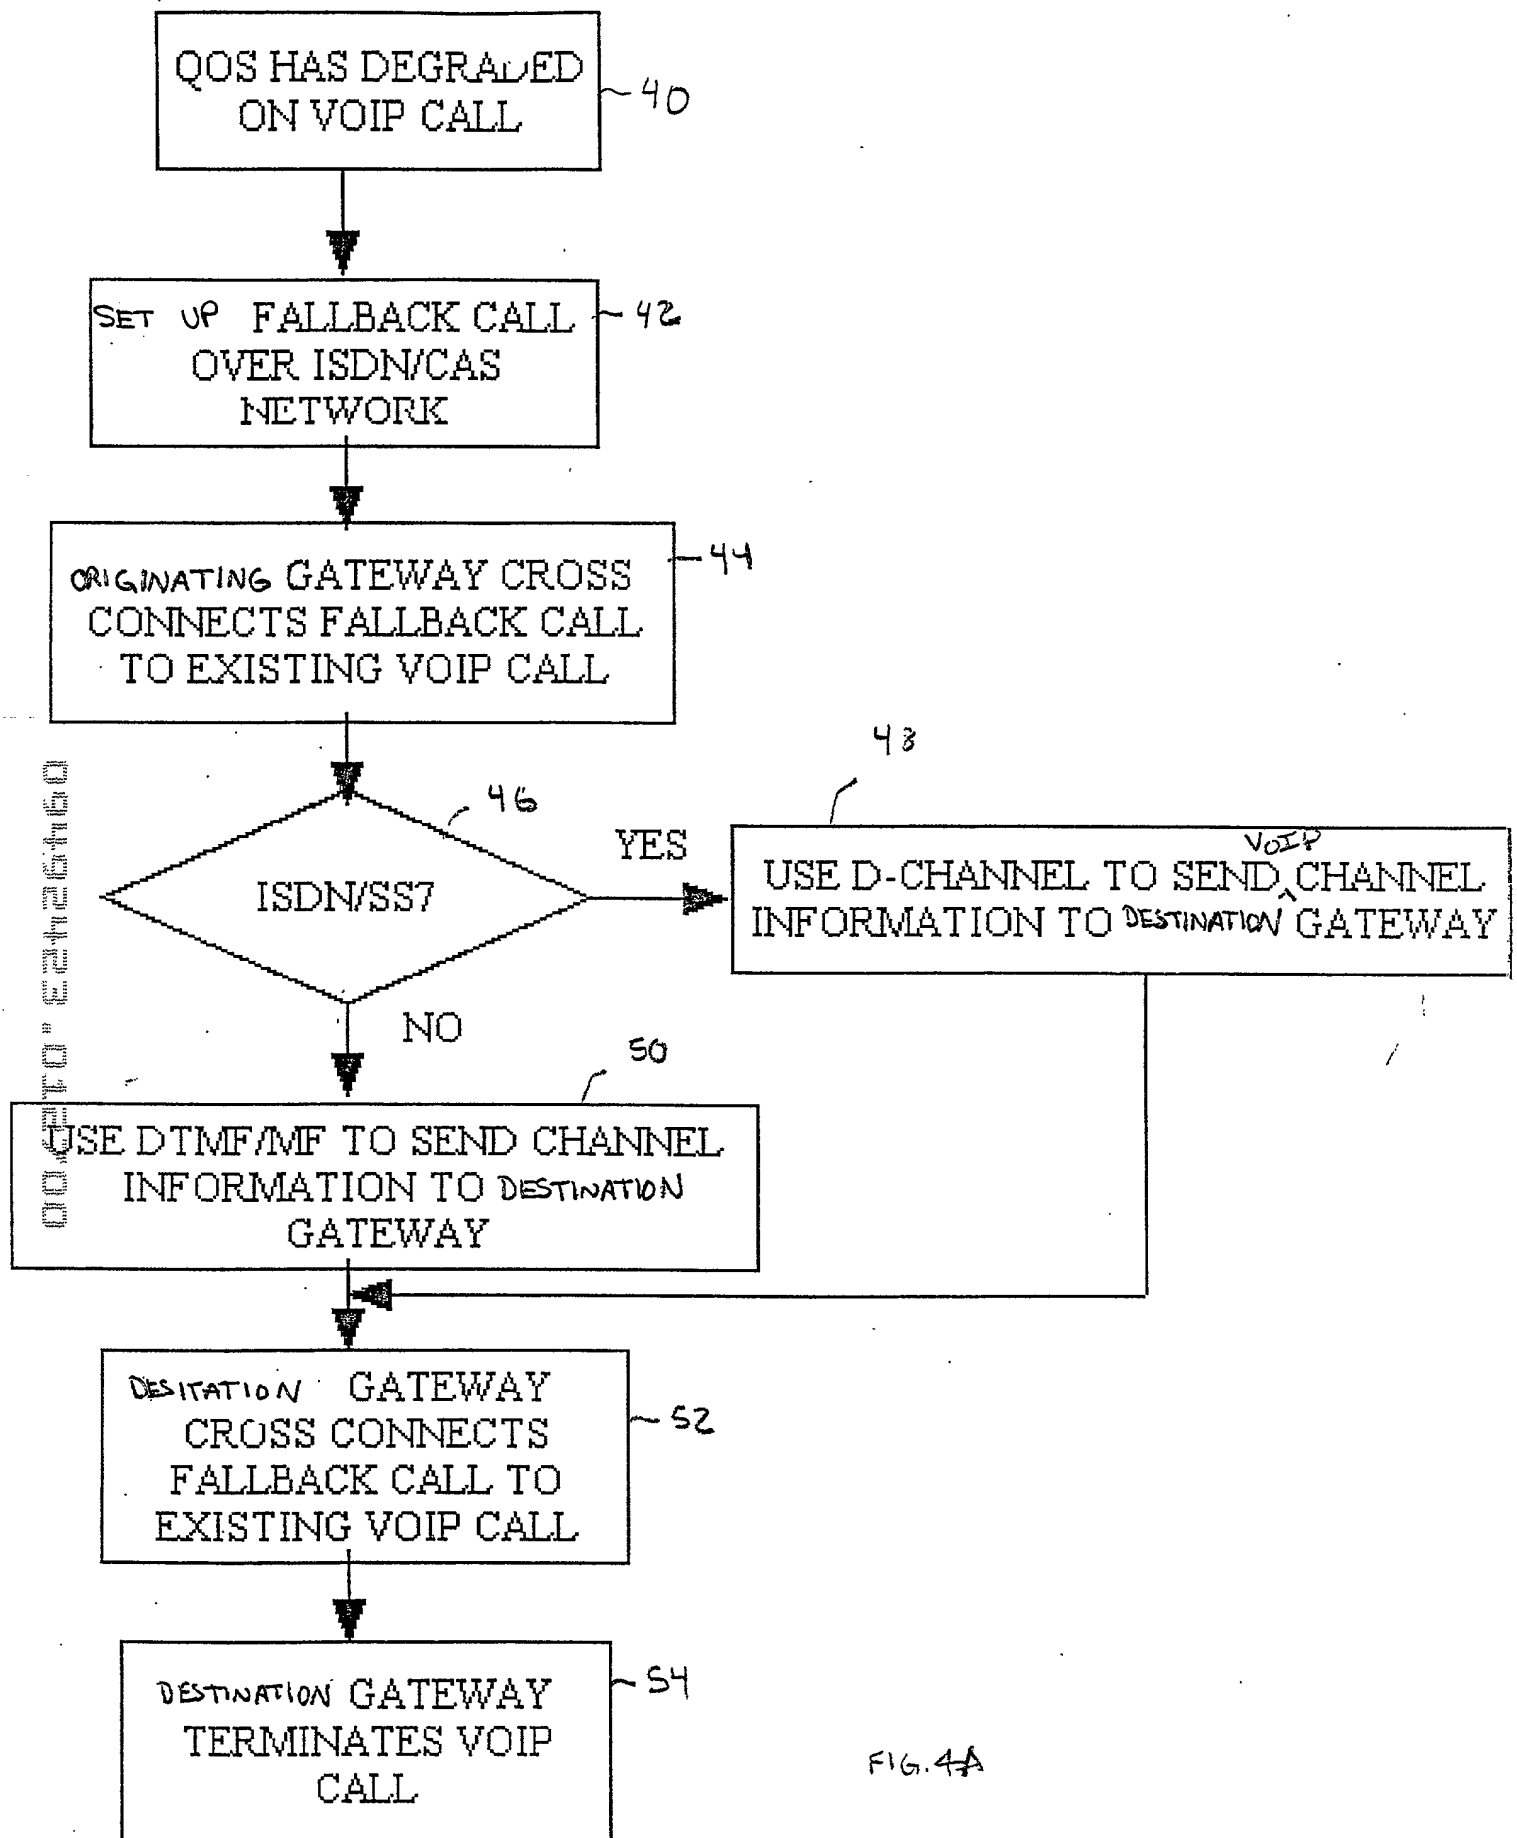 QOS HAS DEGRADED
ON VOIP CALL
40
SET UP FALLBACK CALL
OVER ISDN/CAS
NETWORK
42
ORIGINATING GATEWAY CROSS
CONNECTS FALLBACK CALL
TO EXISTING VOIP CALL
44
ISDN/SS7
46
YES
48
VOIP
USE D-CHANNEL TO SEND CHANNEL
INFORMATION TO DESTINATION GATEWAY
NO
50
USE DTMF/MF TO SEND CHANNEL
INFORMATION TO DESTINATION
GATEWAY
DESITATION GATEWAY
CROSS CONNECTS
FALLBACK CALL TO
EXISTING VOIP CALL
52
DESTINATION GATEWAY
TERMINATES VOIP
CALL
54
FIG. 4A